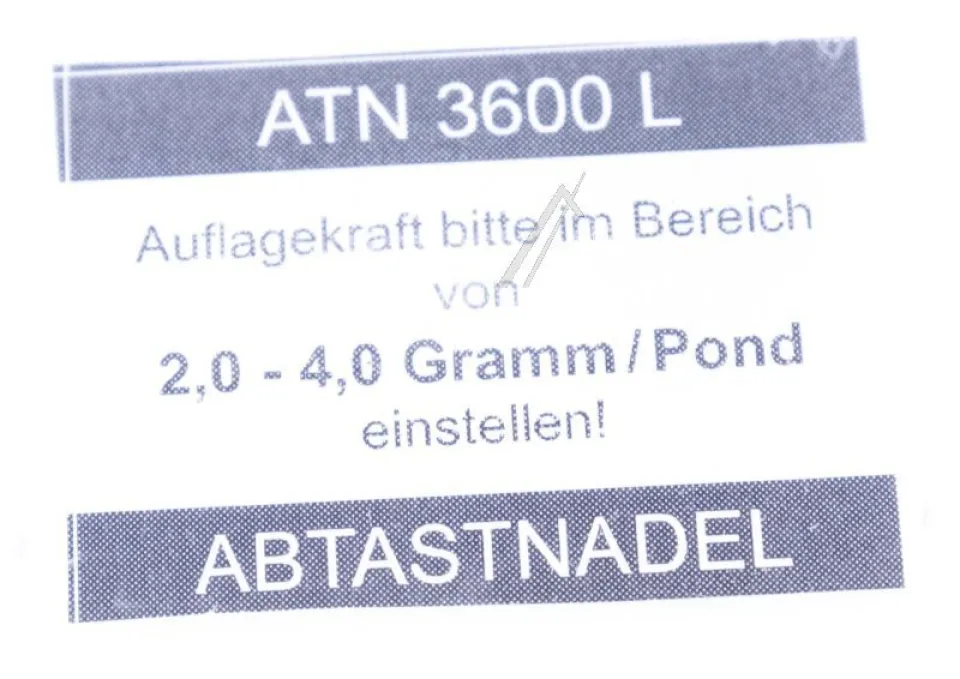 ATN 3600 L
Auflagekraft bitte im Bereich
von
2,0 - 4,0 Gramm/Pond
einstellen!
ABTASTNADEL